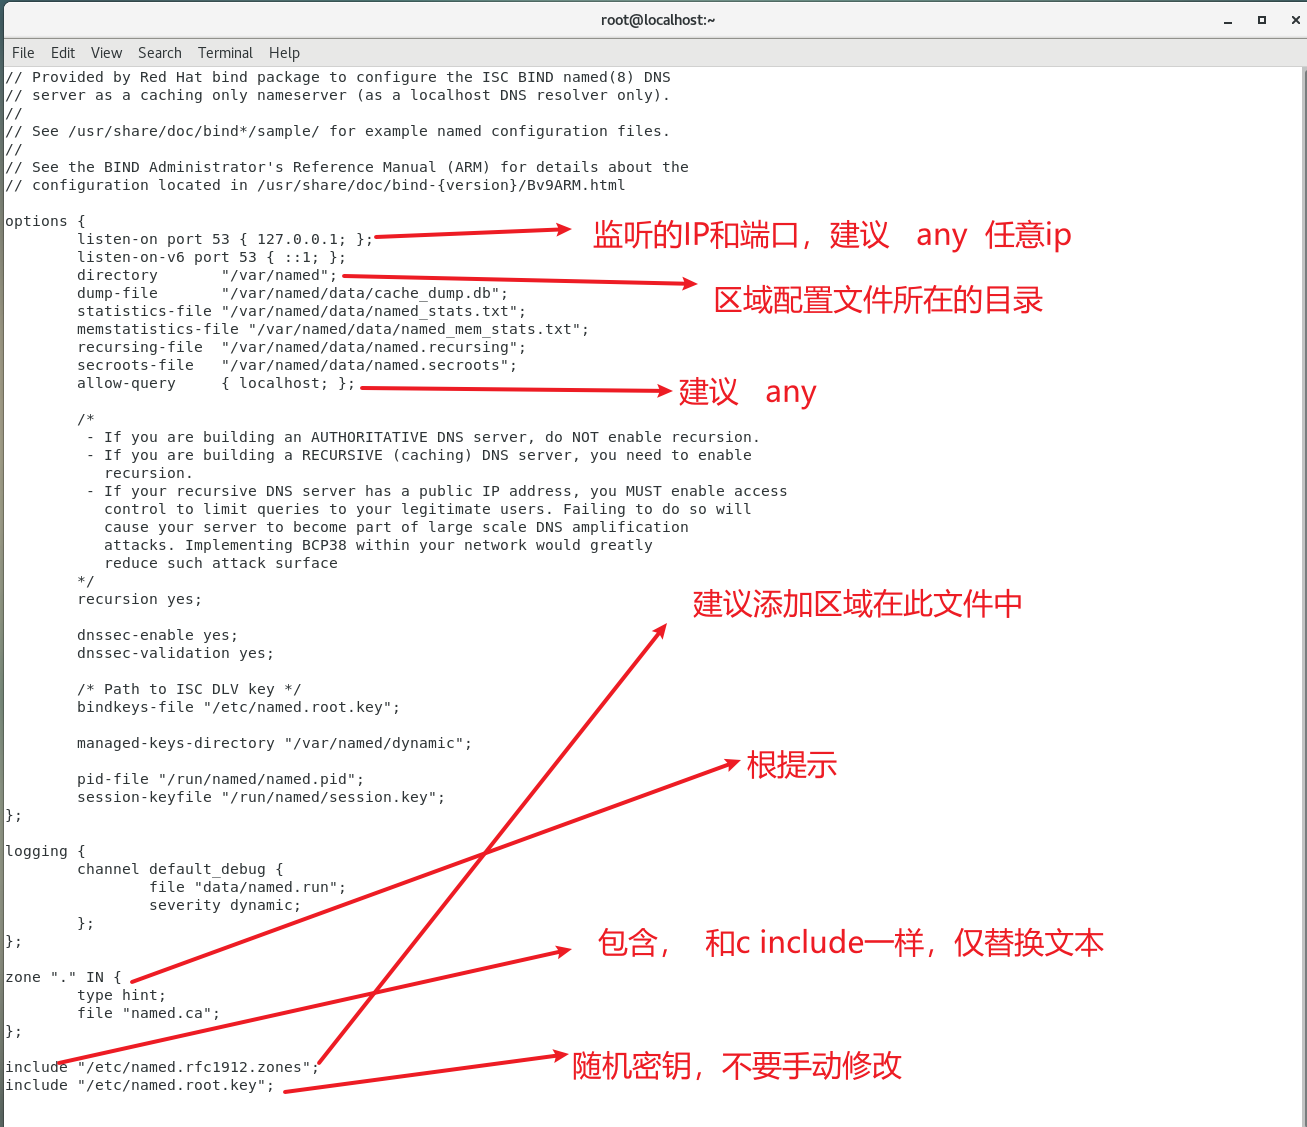 root@localhost:~
File Edit View Search Terminal Help
// Provided by Red Hat bind package to configure the ISC BIND named(8) DNS
// server as a caching only nameserver (as a localhost DNS resolver only).
//
// See /usr/share/doc/bind*/sample/ for example named configuration files.
//
// See the BIND Administrator's Reference Manual (ARM) for details about the
// configuration located in /usr/share/doc/bind-{version}/Bv9ARM.html
options {
listen-on port 53 { 127.0.0.1; };
监听的IP和端口，建议 any 任意ip
listen-on-v6 port 53 { ::1; };
directory "/var/named";
dump-file "/var/named/data/cache_dump.db";
区域配置文件所在的目录
statistics-file "/var/named/data/named_stats.txt";
memstatistics-file "/var/named/data/named_mem_stats.txt";
recursing-file "/var/named/data/named.recursing";
secroots-file "/var/named/data/named.secroots";
allow-query { localhost; };
建议 any
/*
- If you are building an AUTHORITATIVE DNS server, do NOT enable recursion.
- If you are building a RECURSIVE (caching) DNS server, you need to enable
recursion.
- If your recursive DNS server has a public IP address, you MUST enable access
control to limit queries to your legitimate users. Failing to do so will
cause your server to become part of large scale DNS amplification
attacks. Implementing BCP38 within your network would greatly
reduce such attack surface
*/
recursion yes;
建议添加区域在此文件中
dnssec-enable yes;
dnssec-validation yes;
/* Path to ISC DLV key */
bindkeys-file "/etc/named.root.key";
managed-keys-directory "/var/named/dynamic";
根提示
pid-file "/run/named/named.pid";
session-keyfile "/run/named/session.key";
};
logging {
channel default_debug {
file "data/named.run";
severity dynamic;
};
};
包含， 和c include一样，仅替换文本
zone "." IN {
type hint;
file "named.ca";
};
include "/etc/named.rfc1912.zones";
随机密钥，不要手动修改
include "/etc/named.root.key";